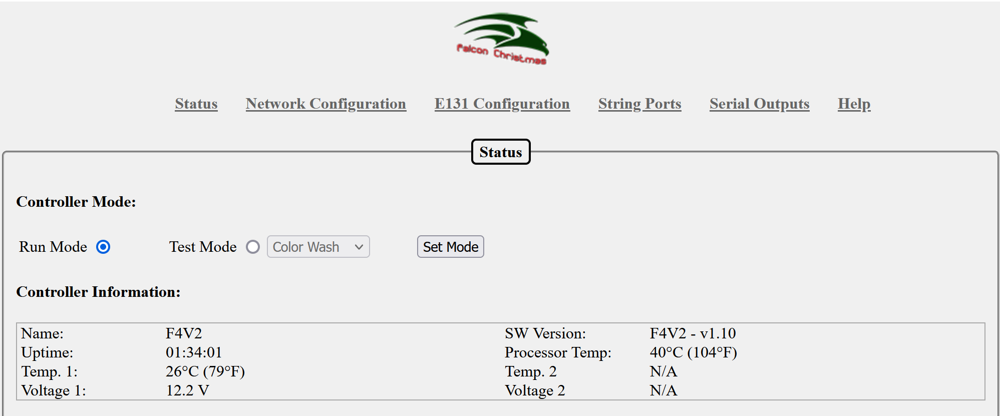 Falcon Christmas
Status Network Configuration E131 Configuration String Ports Serial Outputs Help
Status
Controller Mode:
Run Mode Test Mode Color Wash Set Mode
Controller Information:
Name: F4V2 SW Version: F4V2 - v1.10
Uptime: 01:34:01 Processor Temp: 40°C (104°F)
Temp. 1: 26°C (79°F) Temp. 2 N/A
Voltage 1: 12.2 V Voltage 2 N/A